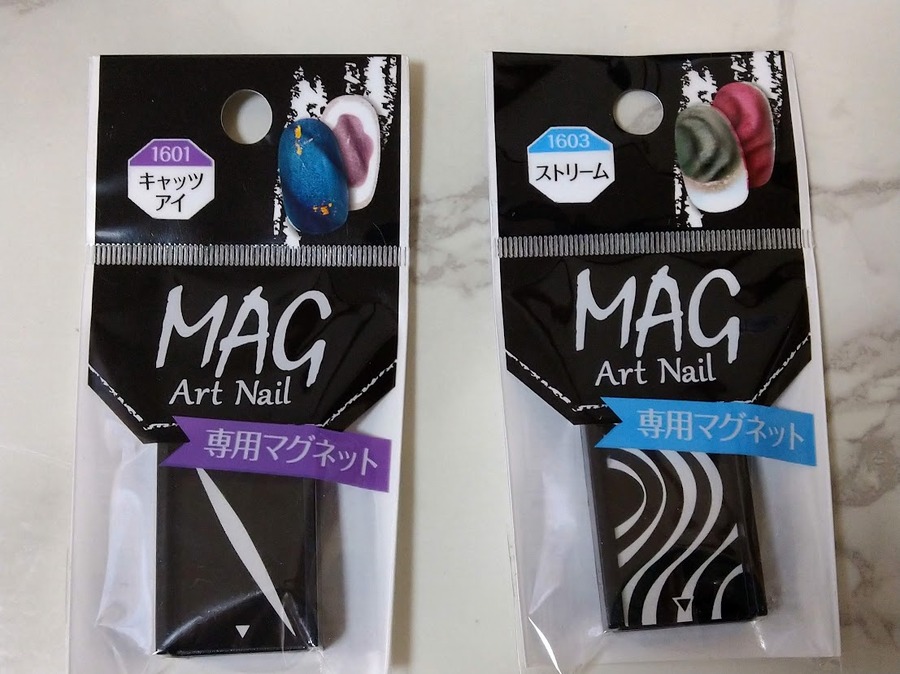 1601
キャッツ
アイ
MAG
Art Nail
専用マグネット
1603
ストリーム
MAG
Art Nail
専用マグネット